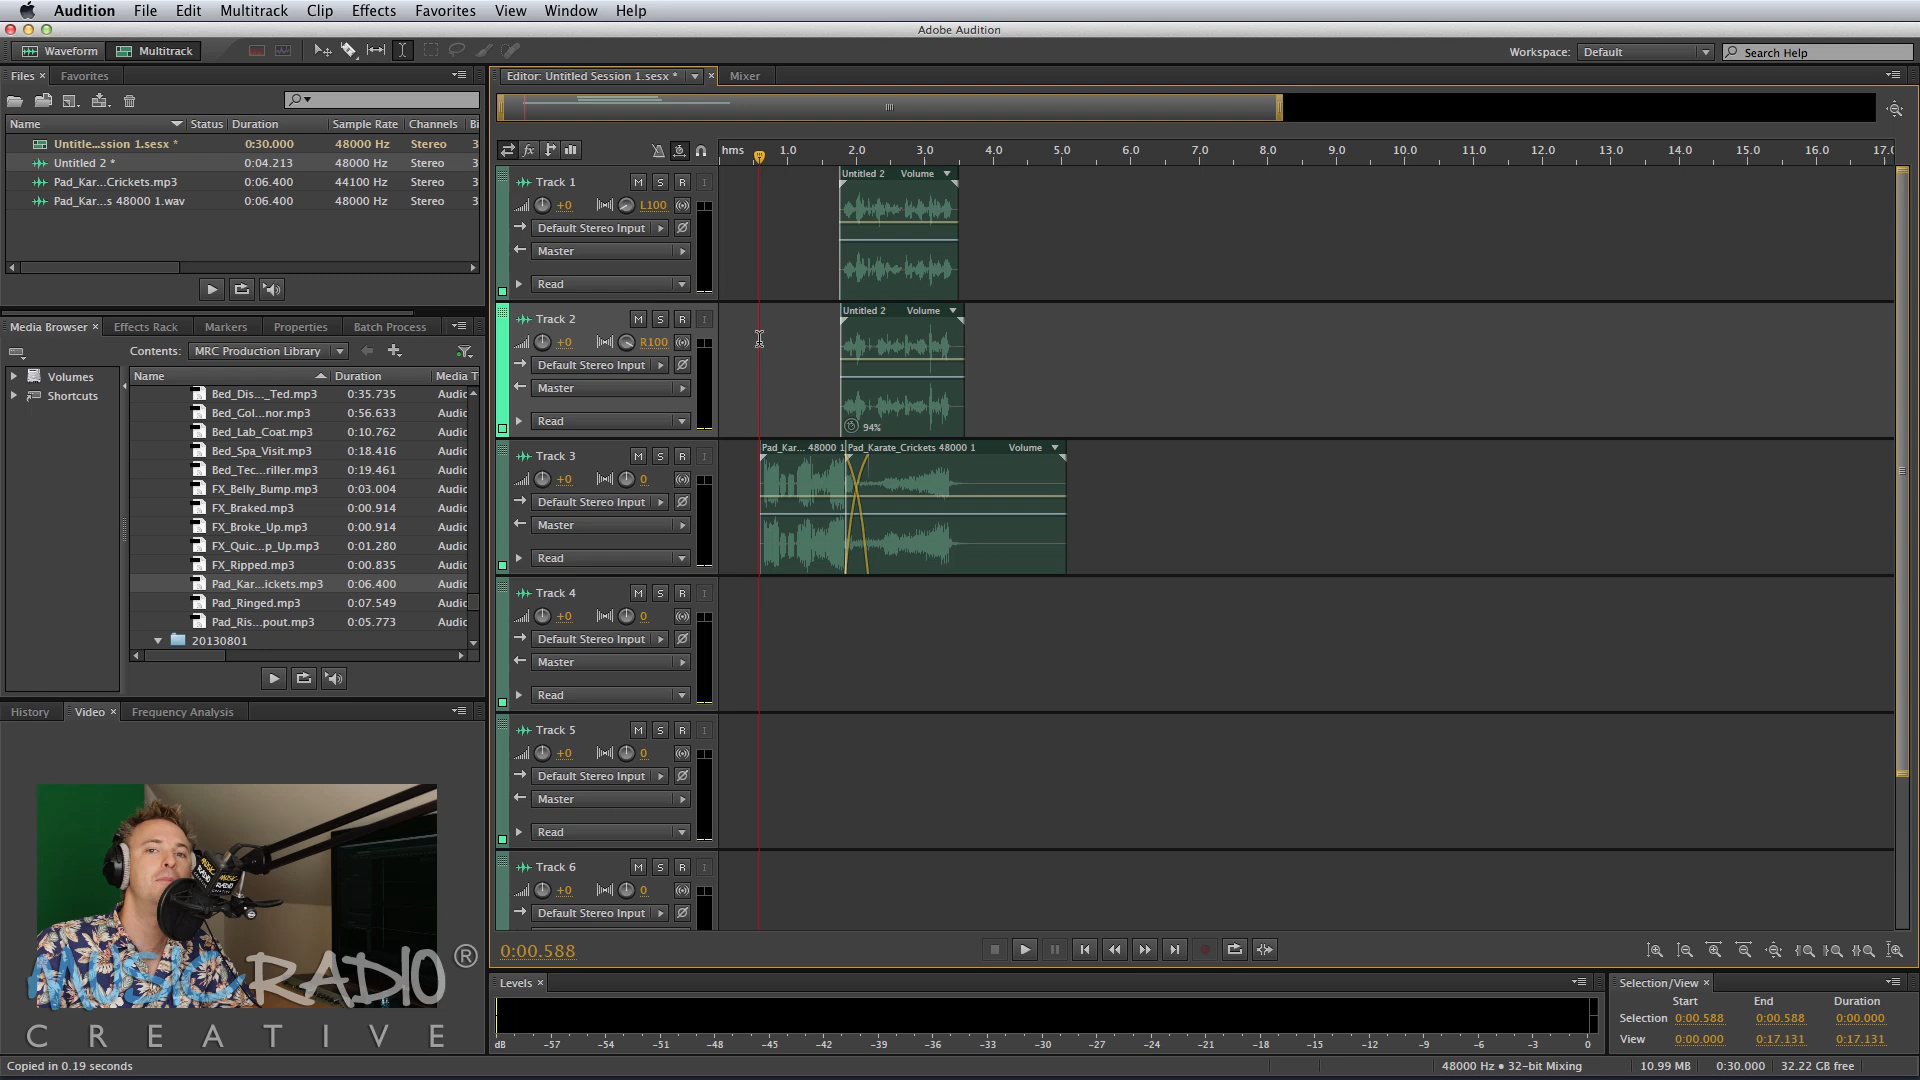 Audition File Edit Multitrack Clip Effects Favorites View Window Help
Adobe Audition
Waveform Multitrack Workspace: Default Search Help
Files × Favorites
Name Status Duration Sample Rate Channels Bi
Untitle...ssion 1.sesx * 0:30.000 48000 Hz Stereo 3
Untitled 2 * 0:04.213 48000 Hz Stereo 3
Pad_Kar...Crickets.mp3 0:06.400 44100 Hz Stereo 3
Pad_Kar...s 48000 1.wav 0:06.400 48000 Hz Stereo 3
Media Browser × Effects Rack Markers Properties Batch Process
Contents: MRC Production Library
Volumes
Shortcuts
Name Duration Media T
Bed_Dis..._Ted.mp3 0:35.735 Audic
Bed_Gol...nor.mp3 0:56.633 Audic
Bed_Lab_Coat.mp3 0:10.762 Audic
Bed_Spa_Visit.mp3 0:18.416 Audic
Bed_Tec...riller.mp3 0:19.461 Audic
FX_Belly_Bump.mp3 0:03.004 Audic
FX_Braked.mp3 0:00.914 Audic
FX_Broke_Up.mp3 0:00.914 Audic
FX_Quic...p_Up.mp3 0:01.280 Audic
FX_Ripped.mp3 0:00.835 Audic
Pad_Kar...ickets.mp3 0:06.400 Audic
Pad_Ringed.mp3 0:07.549 Audic
Pad_Ris...pout.mp3 0:05.773 Audic
20130801
History Video × Frequency Analysis
MUSIC RADIO
MUSIC RADIO
MUSIC RADIO ®
CREATIVE
Editor: Untitled Session 1.sesx * × Mixer
fx
hms 1.0 2.0 3.0 4.0 5.0 6.0 7.0 8.0 9.0 10.0 11.0 12.0 13.0 14.0 15.0 16.0 17.0
Track 1 M S R I
+0 L100
Default Stereo Input
Master
Read
Untitled 2 Volume
Track 2 M S R I
+0 R100
Default Stereo Input
Master
Read
Untitled 2 Volume
94%
Track 3 M S R I
+0 0
Default Stereo Input
Master
Read
Pad_Kar... 48000 1 Pad_Karate_Crickets 48000 1 Volume
Track 4 M S R I
+0 0
Default Stereo Input
Master
Read
Track 5 M S R I
+0 0
Default Stereo Input
Master
Read
Track 6 M S R I
+0 0
Default Stereo Input
0:00.588
Levels ×
dB -57 -54 -51 -48 -45 -42 -39 -36 -33 -30 -27 -24 -21 -18 -15 -12 -9 -6 -3 0
Selection/View ×
Start End Duration
Selection 0:00.588 0:00.588 0:00.000
View 0:00.000 0:17.131 0:17.131
Copied in 0.19 seconds 48000 Hz • 32-bit Mixing 10.99 MB 0:30.000 32.22 GB free